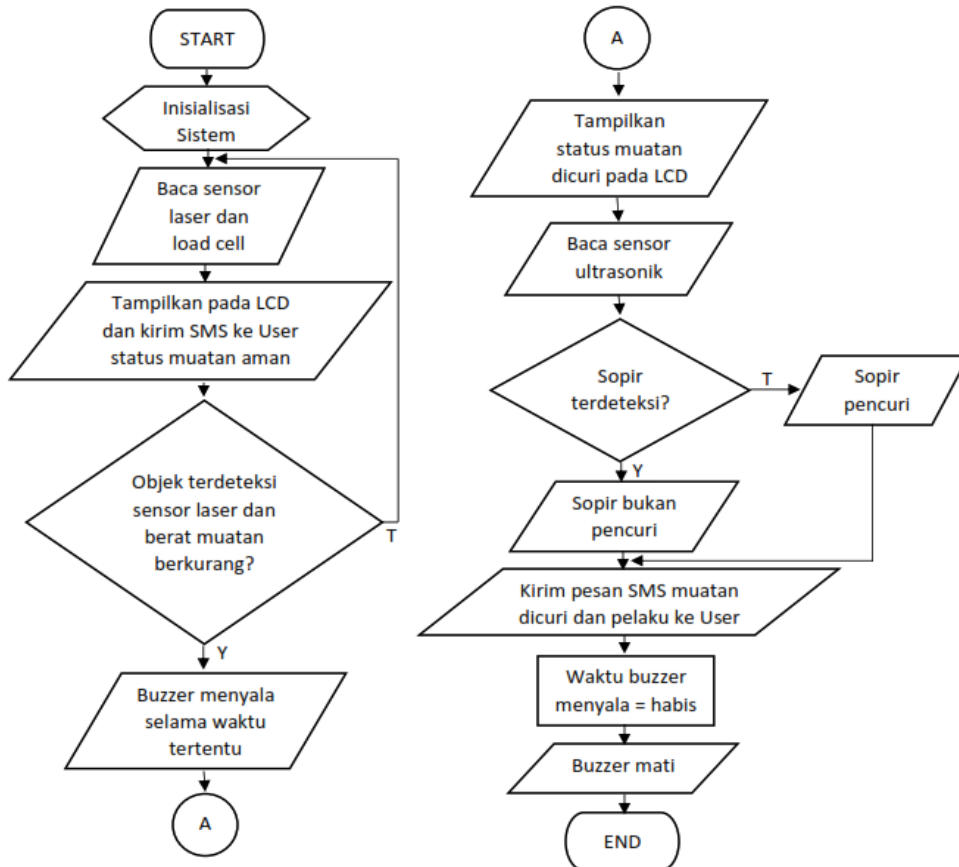 START
Inisialisasi
Sistem
Baca sensor
laser dan
load cell
Tampilkan pada LCD
dan kirim SMS ke User
status muatan aman
Objek terdeteksi
sensor laser dan
berat muatan
berkurang?
T
Y
Buzzer menyala
selama waktu
tertentu
A
A
Tampilkan
status muatan
dicuri pada LCD
Baca sensor
ultrasonik
Sopir
terdeteksi?
T
Sopir
pencuri
Y
Sopir bukan
pencuri
Kirim pesan SMS muatan
dicuri dan pelaku ke User
Waktu buzzer
menyala = habis
Buzzer mati
END